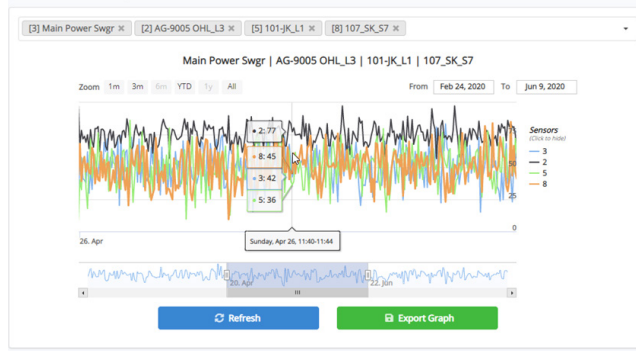 [3] Main Power Swgr × [2] AG-9005 OHL_L3 × [5] 101-JK_L1 × [8] 107_SK_S7 ×
Main Power Swgr | AG-9005 OHL_L3 | 101-JK_L1 | 107_SK_S7
Zoom 1m 3m 6m YTD 1y All From Feb 24, 2020 To Jun 9, 2020
Sensors
(Click to hide)
3
2
5
8
2: 77
8: 45
3: 42
5: 36
75
50
25
0
26. Apr
Sunday, Apr 26, 11:40-11:44
20. Apr 22. Jun
Refresh Export Graph